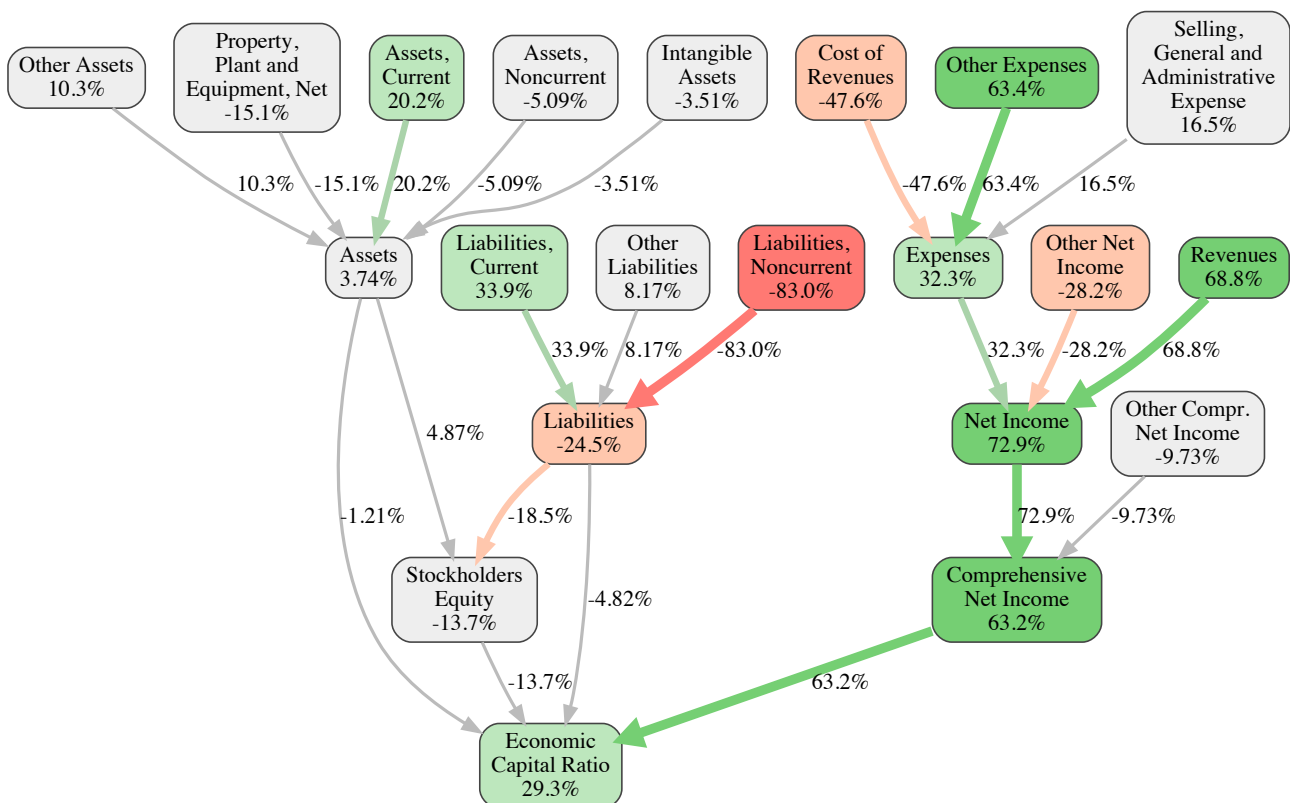 Other Assets
10.3%
Property,
Plant and
Equipment, Net
-15.1%
Assets,
Current
20.2%
Assets,
Noncurrent
-5.09%
Intangible
Assets
-3.51%
Cost of
Revenues
-47.6%
Other Expenses
63.4%
Selling,
General and
Administrative
Expense
16.5%
10.3%
-15.1%
20.2%
-5.09%
-3.51%
-47.6%
63.4%
16.5%
Assets
3.74%
Liabilities,
Current
33.9%
Other
Liabilities
8.17%
Liabilities,
Noncurrent
-83.0%
Expenses
32.3%
Other Net
Income
-28.2%
Revenues
68.8%
33.9%
8.17%
-83.0%
32.3%
-28.2%
68.8%
4.87%
Liabilities
-24.5%
Net Income
72.9%
Other Compr.
Net Income
-9.73%
-1.21%
-18.5%
72.9%
-9.73%
Stockholders
Equity
-13.7%
-4.82%
Comprehensive
Net Income
63.2%
-13.7%
63.2%
Economic
Capital Ratio
29.3%